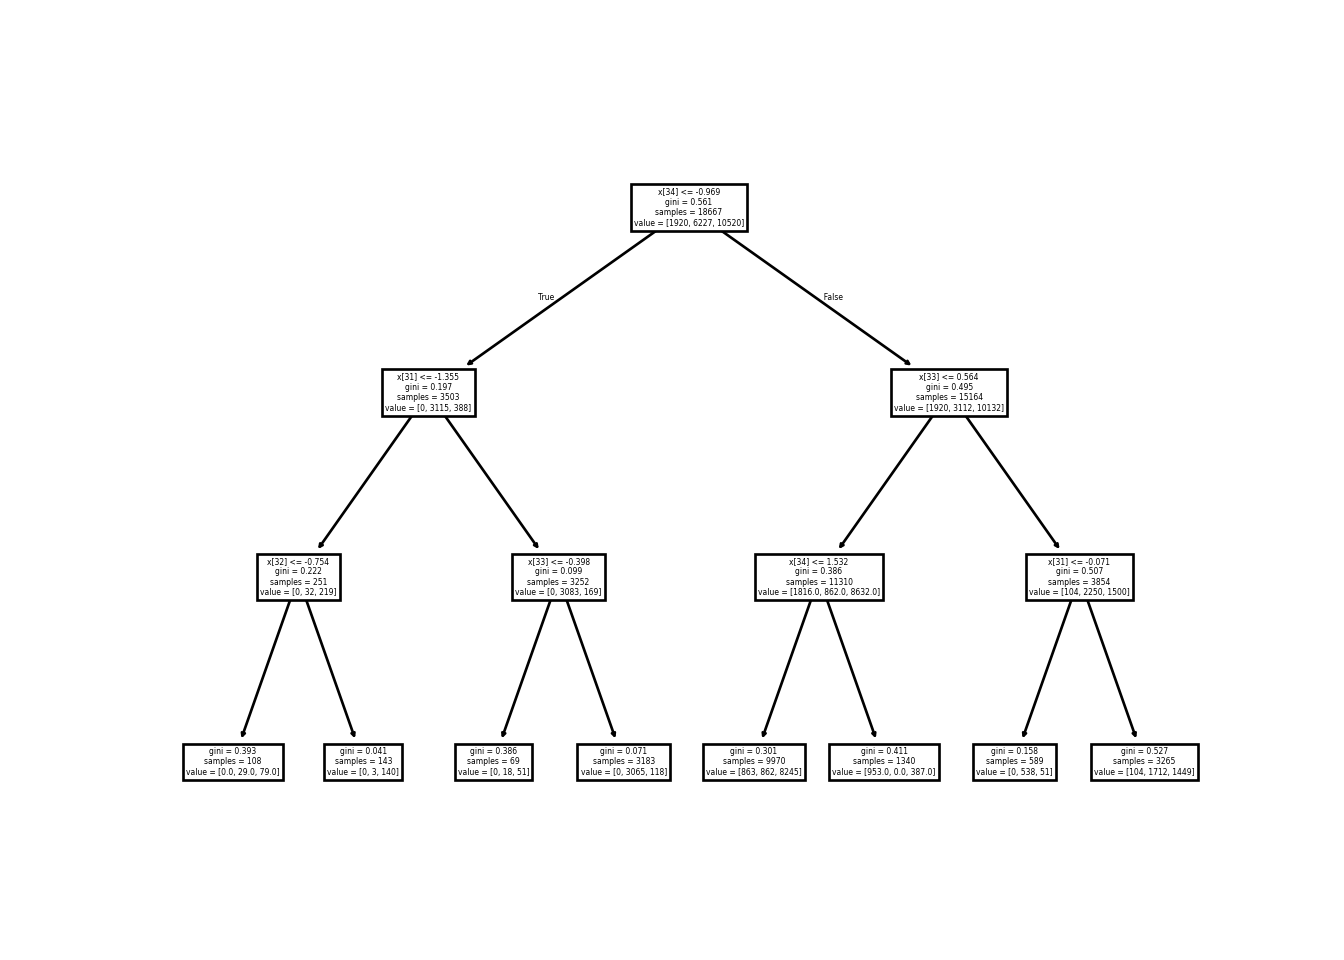 x[34] <= -0.969
gini = 0.561
samples = 18667
value = [1920, 6227, 10520]
True
False
x[31] <= -1.355
gini = 0.197
samples = 3503
value = [0, 3115, 388]
x[33] <= 0.564
gini = 0.495
samples = 15164
value = [1920, 3112, 10132]
x[32] <= -0.754
gini = 0.222
samples = 251
value = [0, 32, 219]
x[33] <= -0.398
gini = 0.099
samples = 3252
value = [0, 3083, 169]
x[34] <= 1.532
gini = 0.386
samples = 11310
value = [1816.0, 862.0, 8632.0]
x[31] <= -0.071
gini = 0.507
samples = 3854
value = [104, 2250, 1500]
gini = 0.393
samples = 108
value = [0.0, 29.0, 79.0]
gini = 0.041
samples = 143
value = [0, 3, 140]
gini = 0.386
samples = 69
value = [0, 18, 51]
gini = 0.071
samples = 3183
value = [0, 3065, 118]
gini = 0.301
samples = 9970
value = [863, 862, 8245]
gini = 0.411
samples = 1340
value = [953.0, 0.0, 387.0]
gini = 0.158
samples = 589
value = [0, 538, 51]
gini = 0.527
samples = 3265
value = [104, 1712, 1449]